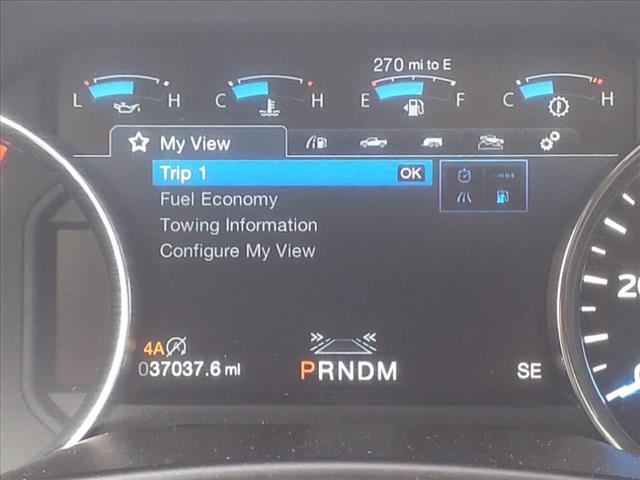 270 mi to E
L H C H E F C H
My View
Trip 1 OK
Fuel Economy
Towing Information
Configure My View
4A
037037.6 mi PRNDM SE